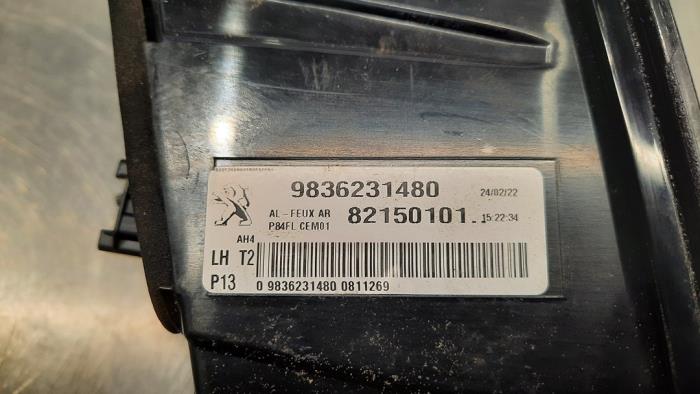 9836231480 24/02/22
AL-FEUX AR 82150101. 15:22:34
P84FL CEM01
AH4
LH T2
P13 0 9836231480 0811269